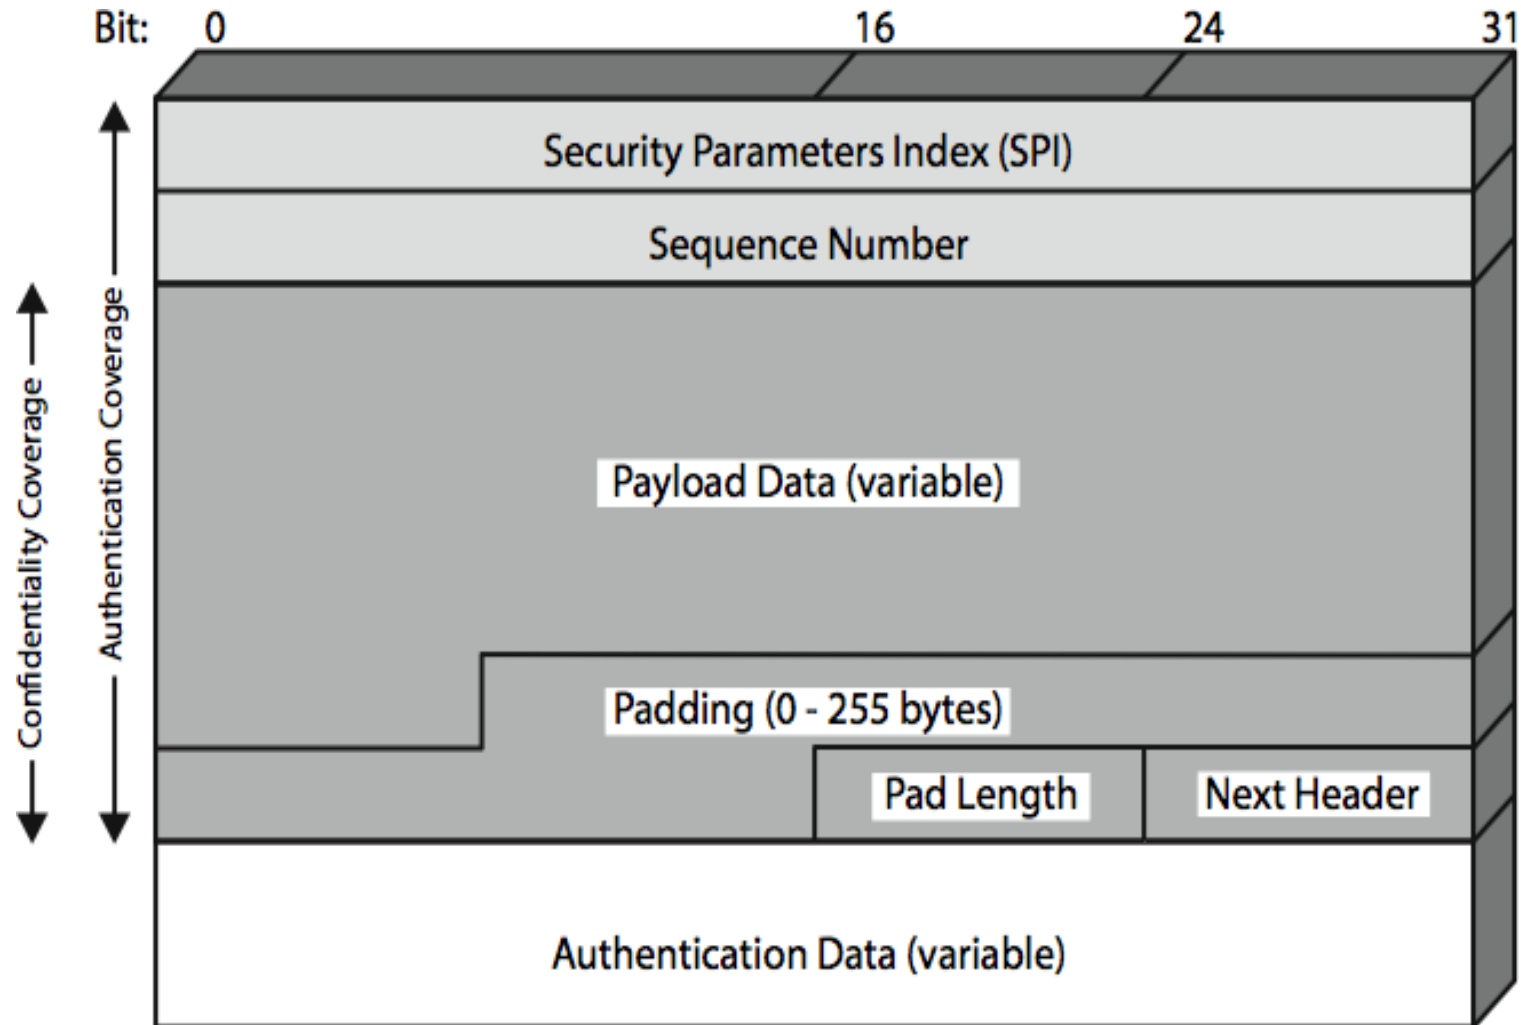 Bit: 0 16 24 31
Security Parameters Index (SPI)
Sequence Number
Confidentiality Coverage
Authentication Coverage
Payload Data (variable)
Padding (0 - 255 bytes)
Pad Length Next Header
Authentication Data (variable)